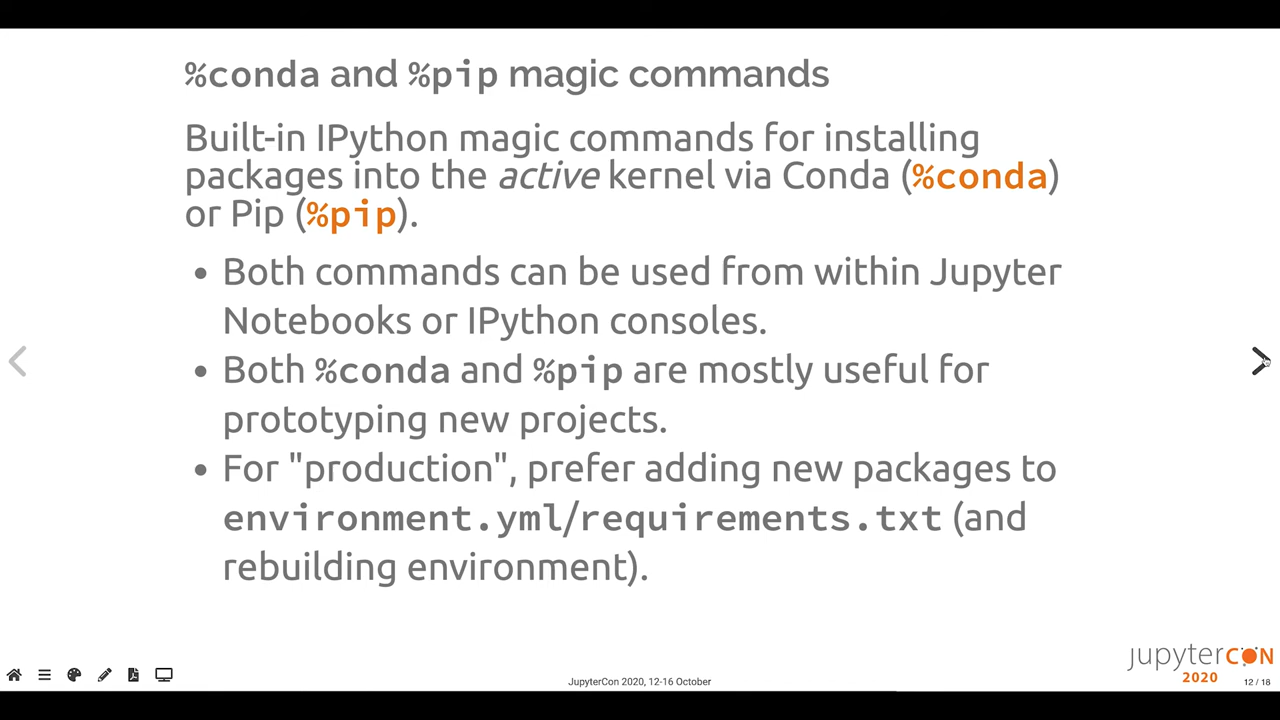 %conda and %pip magic commands
Built-in IPython magic commands for installing
packages into the active kernel via Conda (%conda)
or Pip (%pip).
• Both commands can be used from within Jupyter
Notebooks or IPython consoles.
• Both %conda and %pip are mostly useful for
prototyping new projects.
• For "production", prefer adding new packages to
environment.yml/requirements.txt (and
rebuilding environment).
jupytercon
2020
JupyterCon 2020, 12-16 October
12 / 18